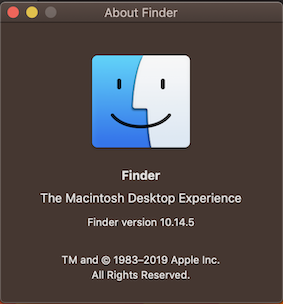 About Finder
Finder
The Macintosh Desktop Experience
Finder version 10.14.5
TM and © 1983–2019 Apple Inc.
All Rights Reserved.